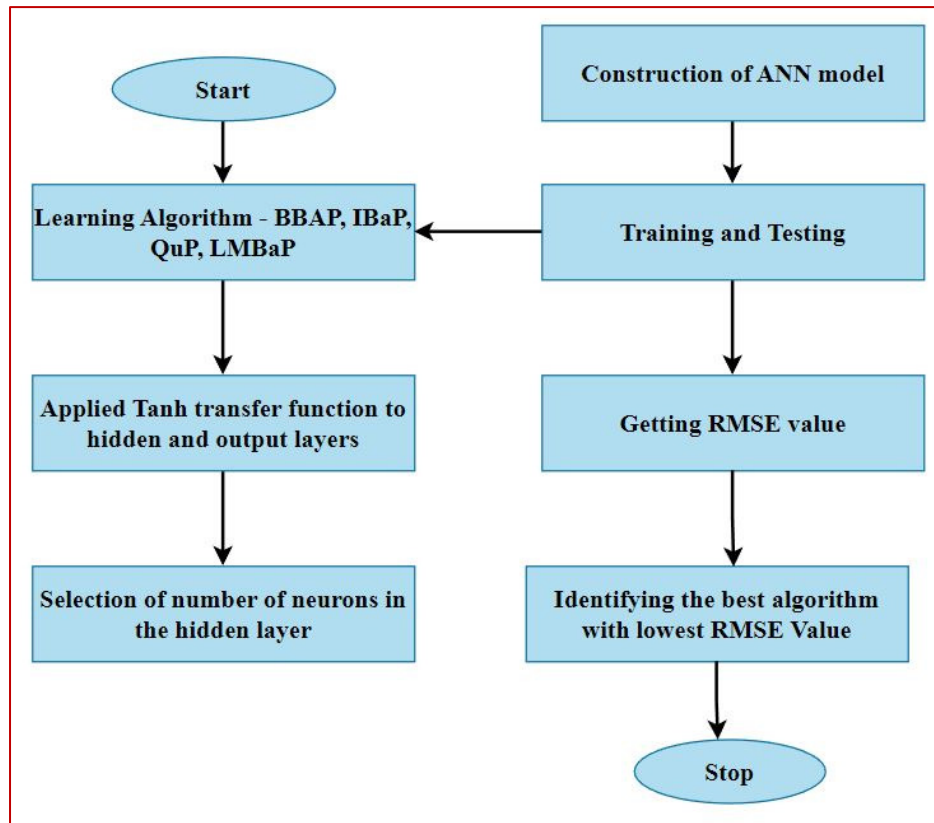 Start
Learning Algorithm - BBAP, IBaP,
QuP, LMBaP
Applied Tanh transfer function to
hidden and output layers
Selection of number of neurons in
the hidden layer
Construction of ANN model
Training and Testing
Getting RMSE value
Identifying the best algorithm
with lowest RMSE Value
Stop